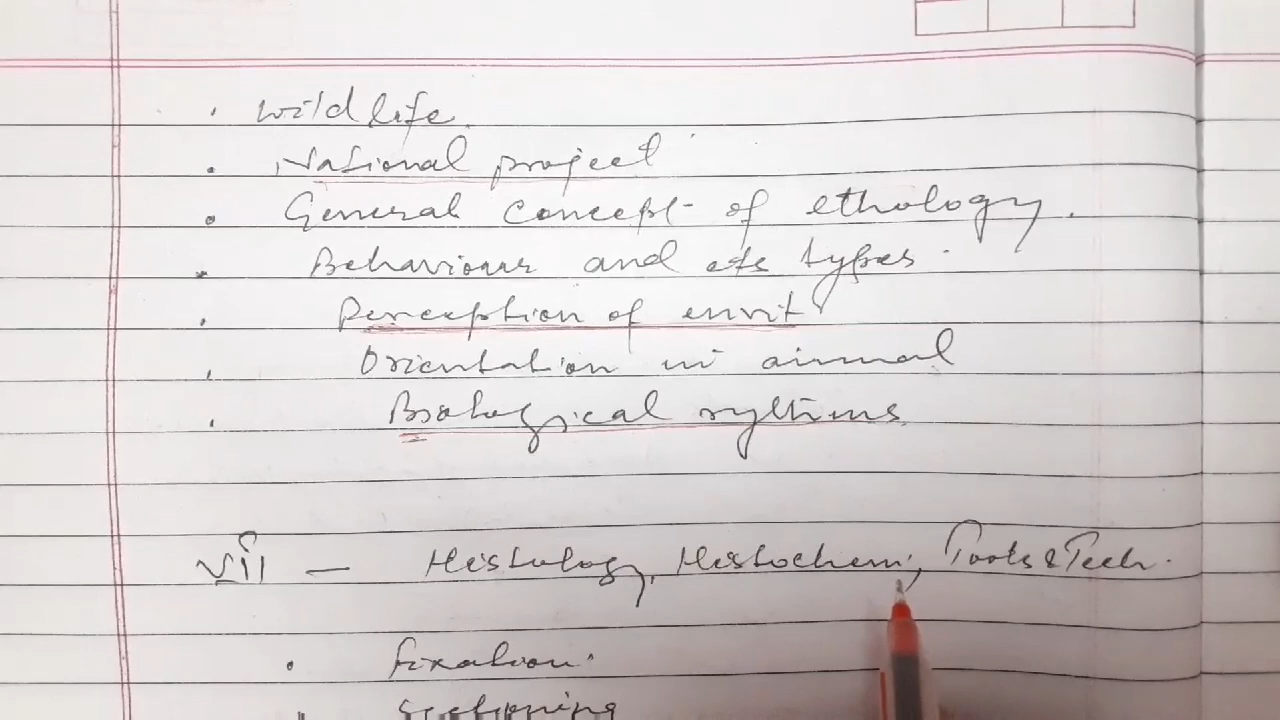 . Wildlife.
. National project
. General concept of ethology.
. Behaviour and its types.
. Perception of envit
. Orientation in animal
. Biological rythms
VII — Histology, Histochem., Tools & Tech.
. fixation.
sectioning